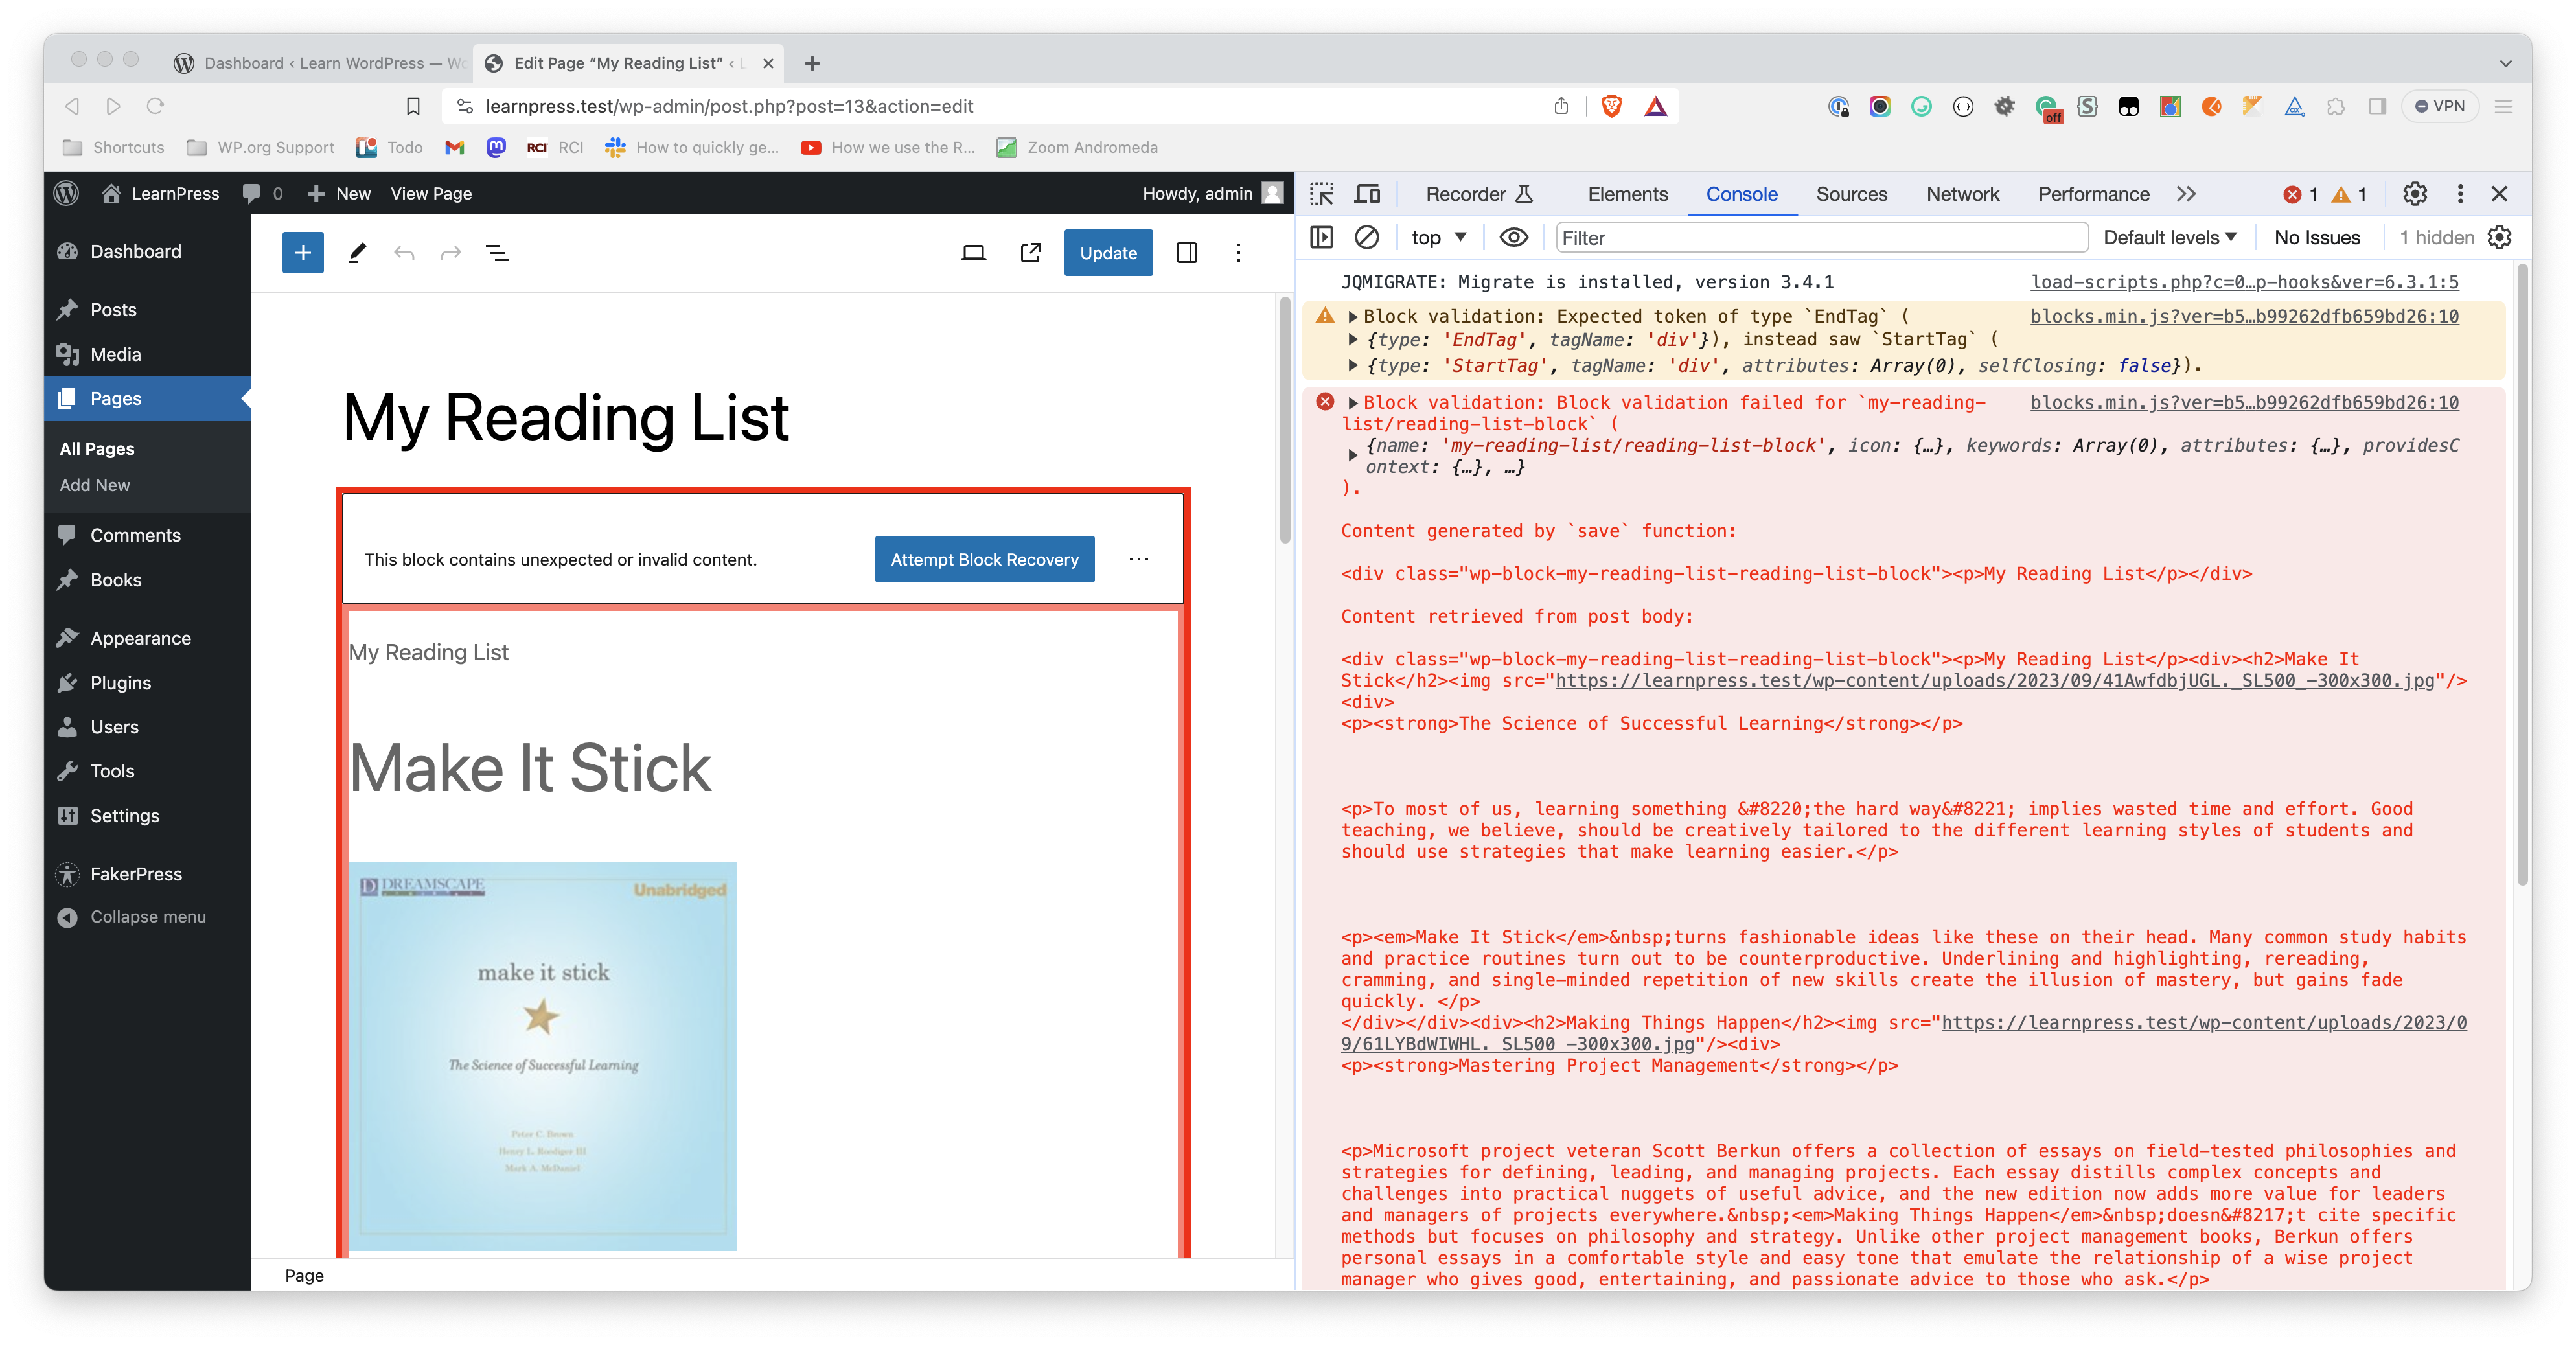 Dashboard ‹ Learn WordPress — Wo
Edit Page “My Reading List” ‹ L
learnpress.test/wp-admin/post.php?post=13&action=edit
off
VPN
Shortcuts
WP.org Support
Todo
RCI RCI
How to quickly ge...
How we use the R...
Zoom Andromeda
LearnPress
0
New
View Page
Howdy, admin
Dashboard
Posts
Media
Pages
All Pages
Add New
Comments
Books
Appearance
Plugins
Users
Tools
Settings
FakerPress
Collapse menu
Update
My Reading List
This block contains unexpected or invalid content.
Attempt Block Recovery
My Reading List
Make It Stick
D DREAMSCAPE
Unabridged
make it stick
The Science of Successful Learning
Peter C. Brown
Henry L. Roediger III
Mark A. McDaniel
Page
Recorder
Elements
Console
Sources
Network
Performance
1
1
top
Filter
Default levels
No Issues
1 hidden
JQMIGRATE: Migrate is installed, version 3.4.1
load-scripts.php?c=0…p-hooks&ver=6.3.1:5
Block validation: Expected token of type `EndTag` (
blocks.min.js?ver=b5…b99262dfb659bd26:10
{type: 'EndTag', tagName: 'div'}), instead saw `StartTag` (
{type: 'StartTag', tagName: 'div', attributes: Array(0), selfClosing: false}).
Block validation: Block validation failed for `my-reading-
blocks.min.js?ver=b5…b99262dfb659bd26:10
list/reading-list-block` (
{name: 'my-reading-list/reading-list-block', icon: {…}, keywords: Array(0), attributes: {…}, providesC
ontext: {…}, …}
).
Content generated by `save` function:
<div class="wp-block-my-reading-list-reading-list-block"><p>My Reading List</p></div>
Content retrieved from post body:
<div class="wp-block-my-reading-list-reading-list-block"><p>My Reading List</p><div><h2>Make It
Stick</h2><img src="https://learnpress.test/wp-content/uploads/2023/09/41AwfdbjUGL._SL500_-300x300.jpg"/>
<div>
<p><strong>The Science of Successful Learning</strong></p>
<p>To most of us, learning something &#8220;the hard way&#8221; implies wasted time and effort. Good
teaching, we believe, should be creatively tailored to the different learning styles of students and
should use strategies that make learning easier.</p>
<p><em>Make It Stick</em>&nbsp;turns fashionable ideas like these on their head. Many common study habits
and practice routines turn out to be counterproductive. Underlining and highlighting, rereading,
cramming, and single-minded repetition of new skills create the illusion of mastery, but gains fade
quickly. </p>
</div></div><div><h2>Making Things Happen</h2><img src="https://learnpress.test/wp-content/uploads/2023/0
9/61LYBdWIWHL._SL500_-300x300.jpg"/><div>
<p><strong>Mastering Project Management</strong></p>
<p>Microsoft project veteran Scott Berkun offers a collection of essays on field-tested philosophies and
strategies for defining, leading, and managing projects. Each essay distills complex concepts and
challenges into practical nuggets of useful advice, and the new edition now adds more value for leaders
and managers of projects everywhere.&nbsp;<em>Making Things Happen</em>&nbsp;doesn&#8217;t cite specific
methods but focuses on philosophy and strategy. Unlike other project management books, Berkun offers
personal essays in a comfortable style and easy tone that emulate the relationship of a wise project
manager who gives good, entertaining, and passionate advice to those who ask.</p>